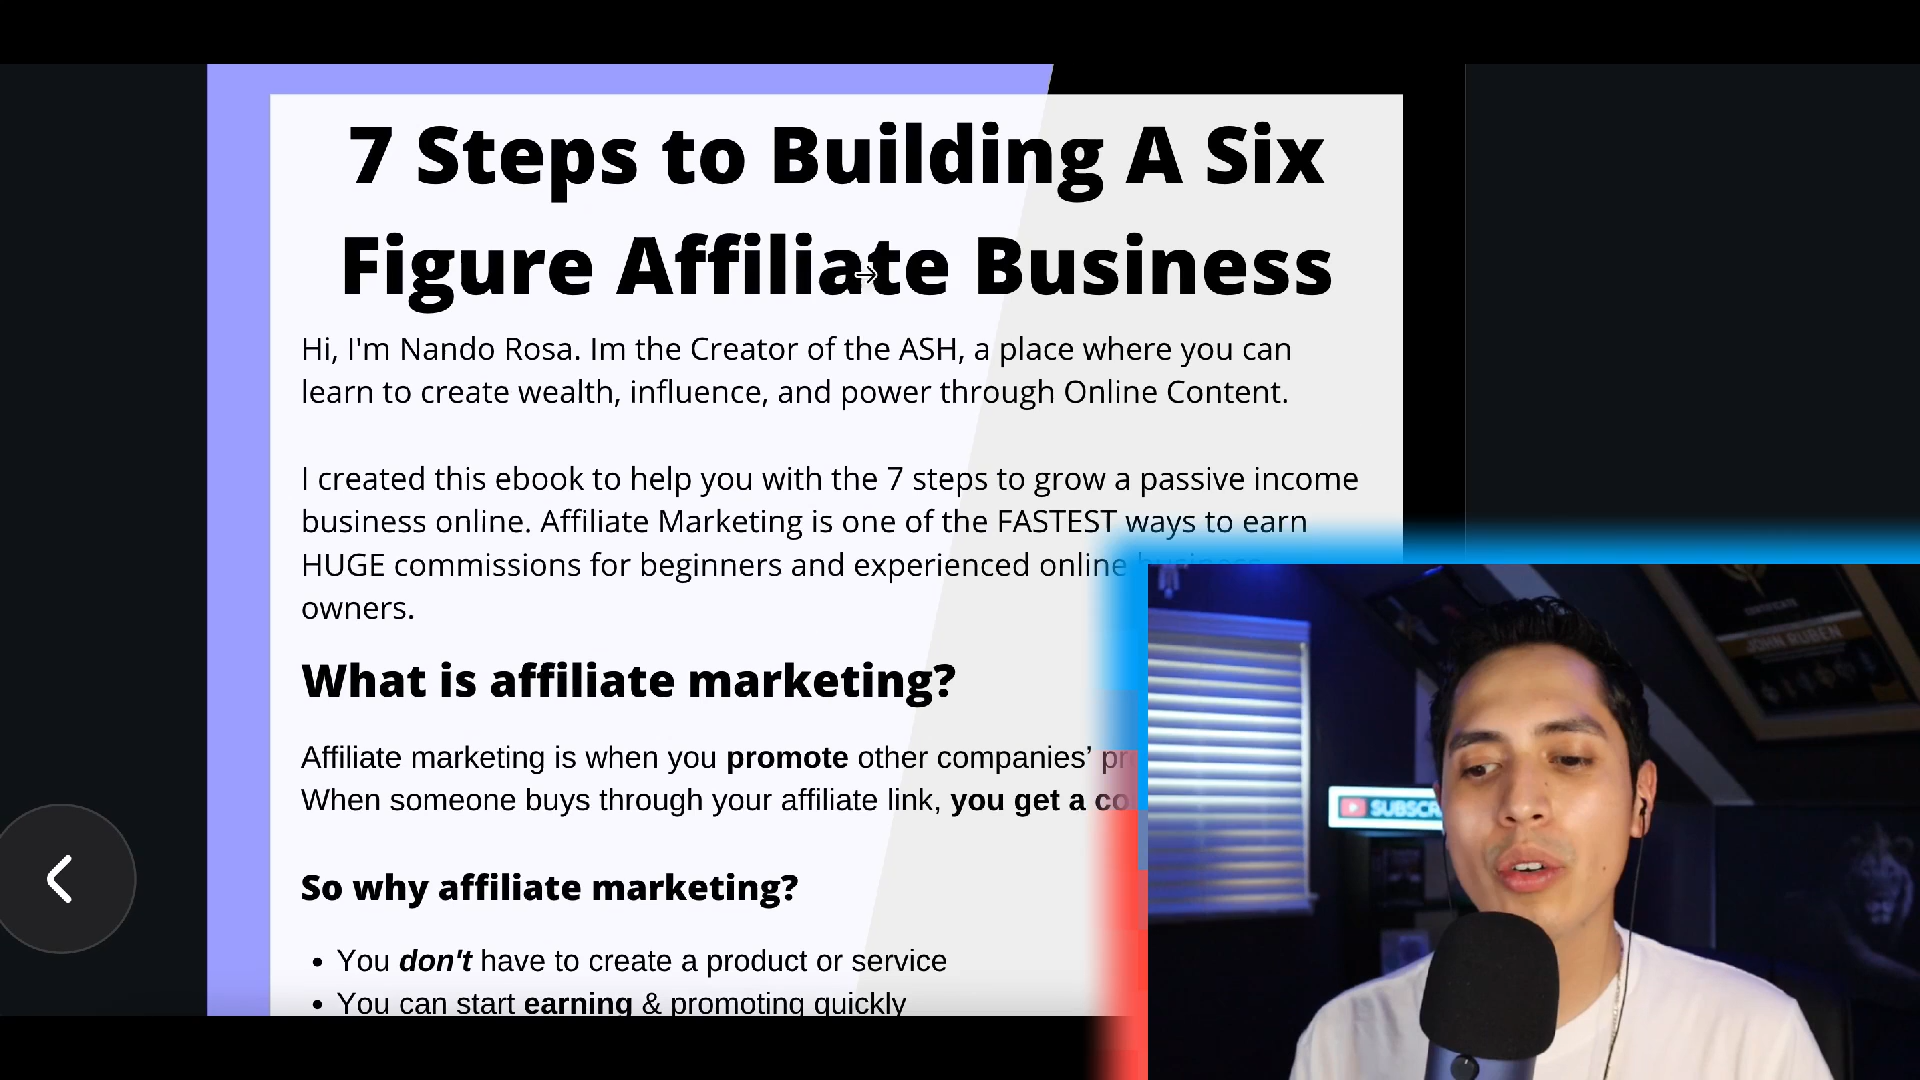 7 Steps to Building A Six
Figure Affiliate Business
Hi, I'm Nando Rosa. Im the Creator of the ASH, a place where you can
learn to create wealth, influence, and power through Online Content.
I created this ebook to help you with the 7 steps to grow a passive income
business online. Affiliate Marketing is one of the FASTEST ways to earn
HUGE commissions for beginners and experienced online business
owners.
What is affiliate marketing?
Affiliate marketing is when you promote other companies’
When someone buys through your affiliate link, you get a
So why affiliate marketing?
• You don't have to create a product or service
• You can start earning & promoting quickly
CERTIFICATE
JOHN RUBEN
SUBSCR